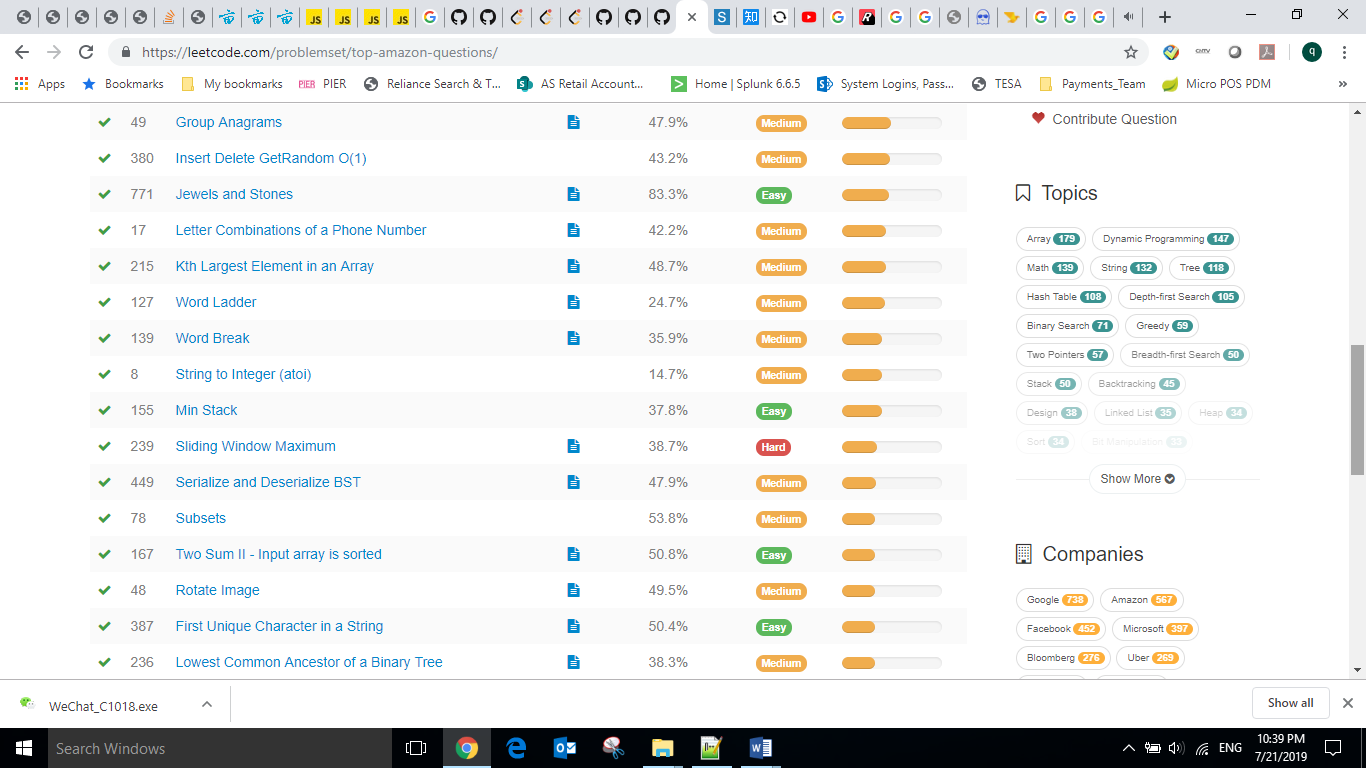 https://leetcode.com/problemset/top-amazon-questions/
q
Apps Bookmarks My bookmarks PIER PIER Reliance Search & T... AS Retail Account... Home | Splunk 6.6.5 System Logins, Pass... TESA Payments_Team Micro POS PDM »
49 Group Anagrams 47.9% Medium
380 Insert Delete GetRandom O(1) 43.2% Medium
771 Jewels and Stones 83.3% Easy
17 Letter Combinations of a Phone Number 42.2% Medium
215 Kth Largest Element in an Array 48.7% Medium
127 Word Ladder 24.7% Medium
139 Word Break 35.9% Medium
8 String to Integer (atoi) 14.7% Medium
155 Min Stack 37.8% Easy
239 Sliding Window Maximum 38.7% Hard
449 Serialize and Deserialize BST 47.9% Medium
78 Subsets 53.8% Medium
167 Two Sum II - Input array is sorted 50.8% Easy
48 Rotate Image 49.5% Medium
387 First Unique Character in a String 50.4% Easy
236 Lowest Common Ancestor of a Binary Tree 38.3% Medium
Contribute Question
Topics
Array 179 Dynamic Programming 147
Math 139 String 132 Tree 118
Hash Table 108 Depth-first Search 105
Binary Search 71 Greedy 59
Two Pointers 57 Breadth-first Search 50
Stack 50 Backtracking 45
Design 38 Linked List 35 Heap 34
Sort 34 Bit Manipulation 33
Show More
Companies
Google 738 Amazon 567
Facebook 452 Microsoft 397
Bloomberg 276 Uber 269
WeChat_C1018.exe
Show all
Search Windows
ENG
10:39 PM
7/21/2019